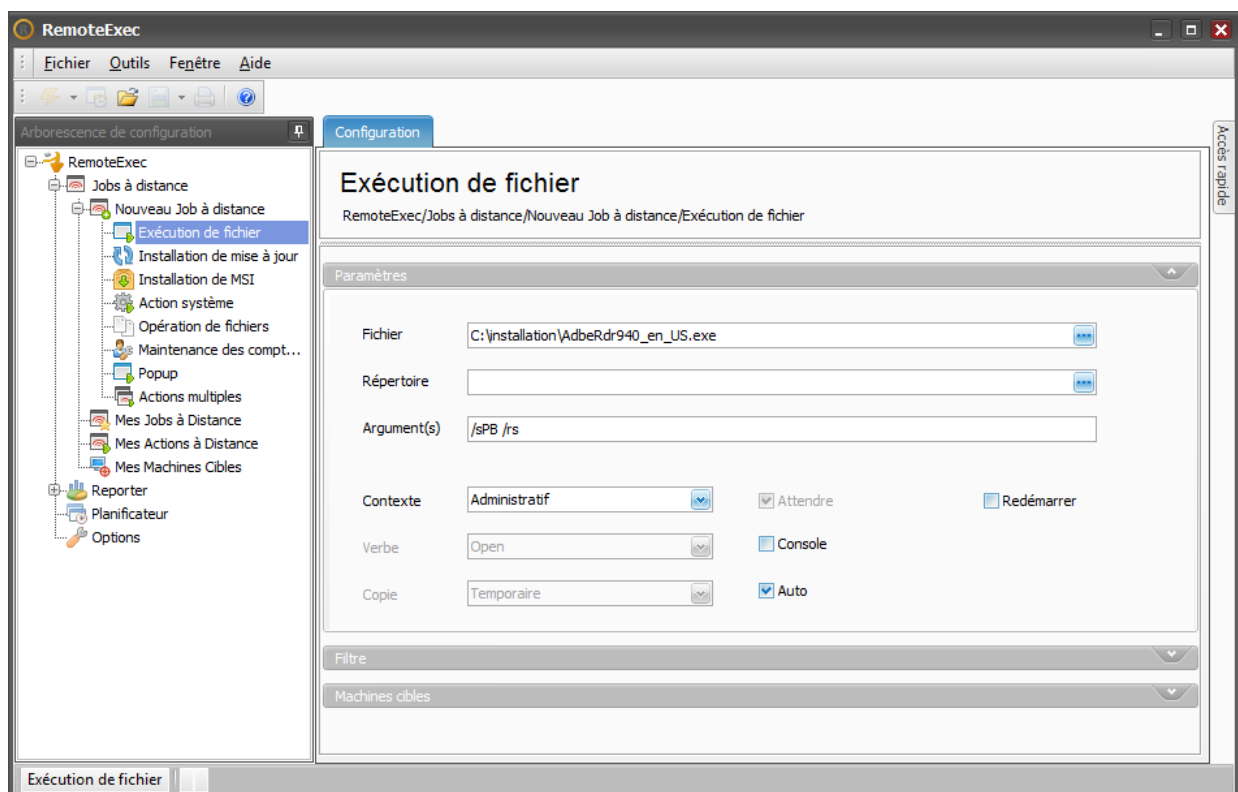 RemoteExec
Fichier Outils Fenêtre Aide
Arborescence de configuration
RemoteExec
Jobs à distance
Nouveau Job à distance
Exécution de fichier
Installation de mise à jour
Installation de MSI
Action système
Opération de fichiers
Maintenance des compt...
Popup
Actions multiples
Mes Jobs à Distance
Mes Actions à Distance
Mes Machines Cibles
Reporter
Planificateur
Options
Configuration
Exécution de fichier
RemoteExec/Jobs à distance/Nouveau Job à distance/Exécution de fichier
Paramètres
Fichier C:\installation\AdbeRdr940_en_US.exe
Répertoire
Argument(s) /sPB /rs
Contexte Administratif Attendre Redémarrer
Verbe Open Console
Copie Temporaire Auto
Filtre
Machines cibles
Accès rapide
Exécution de fichier